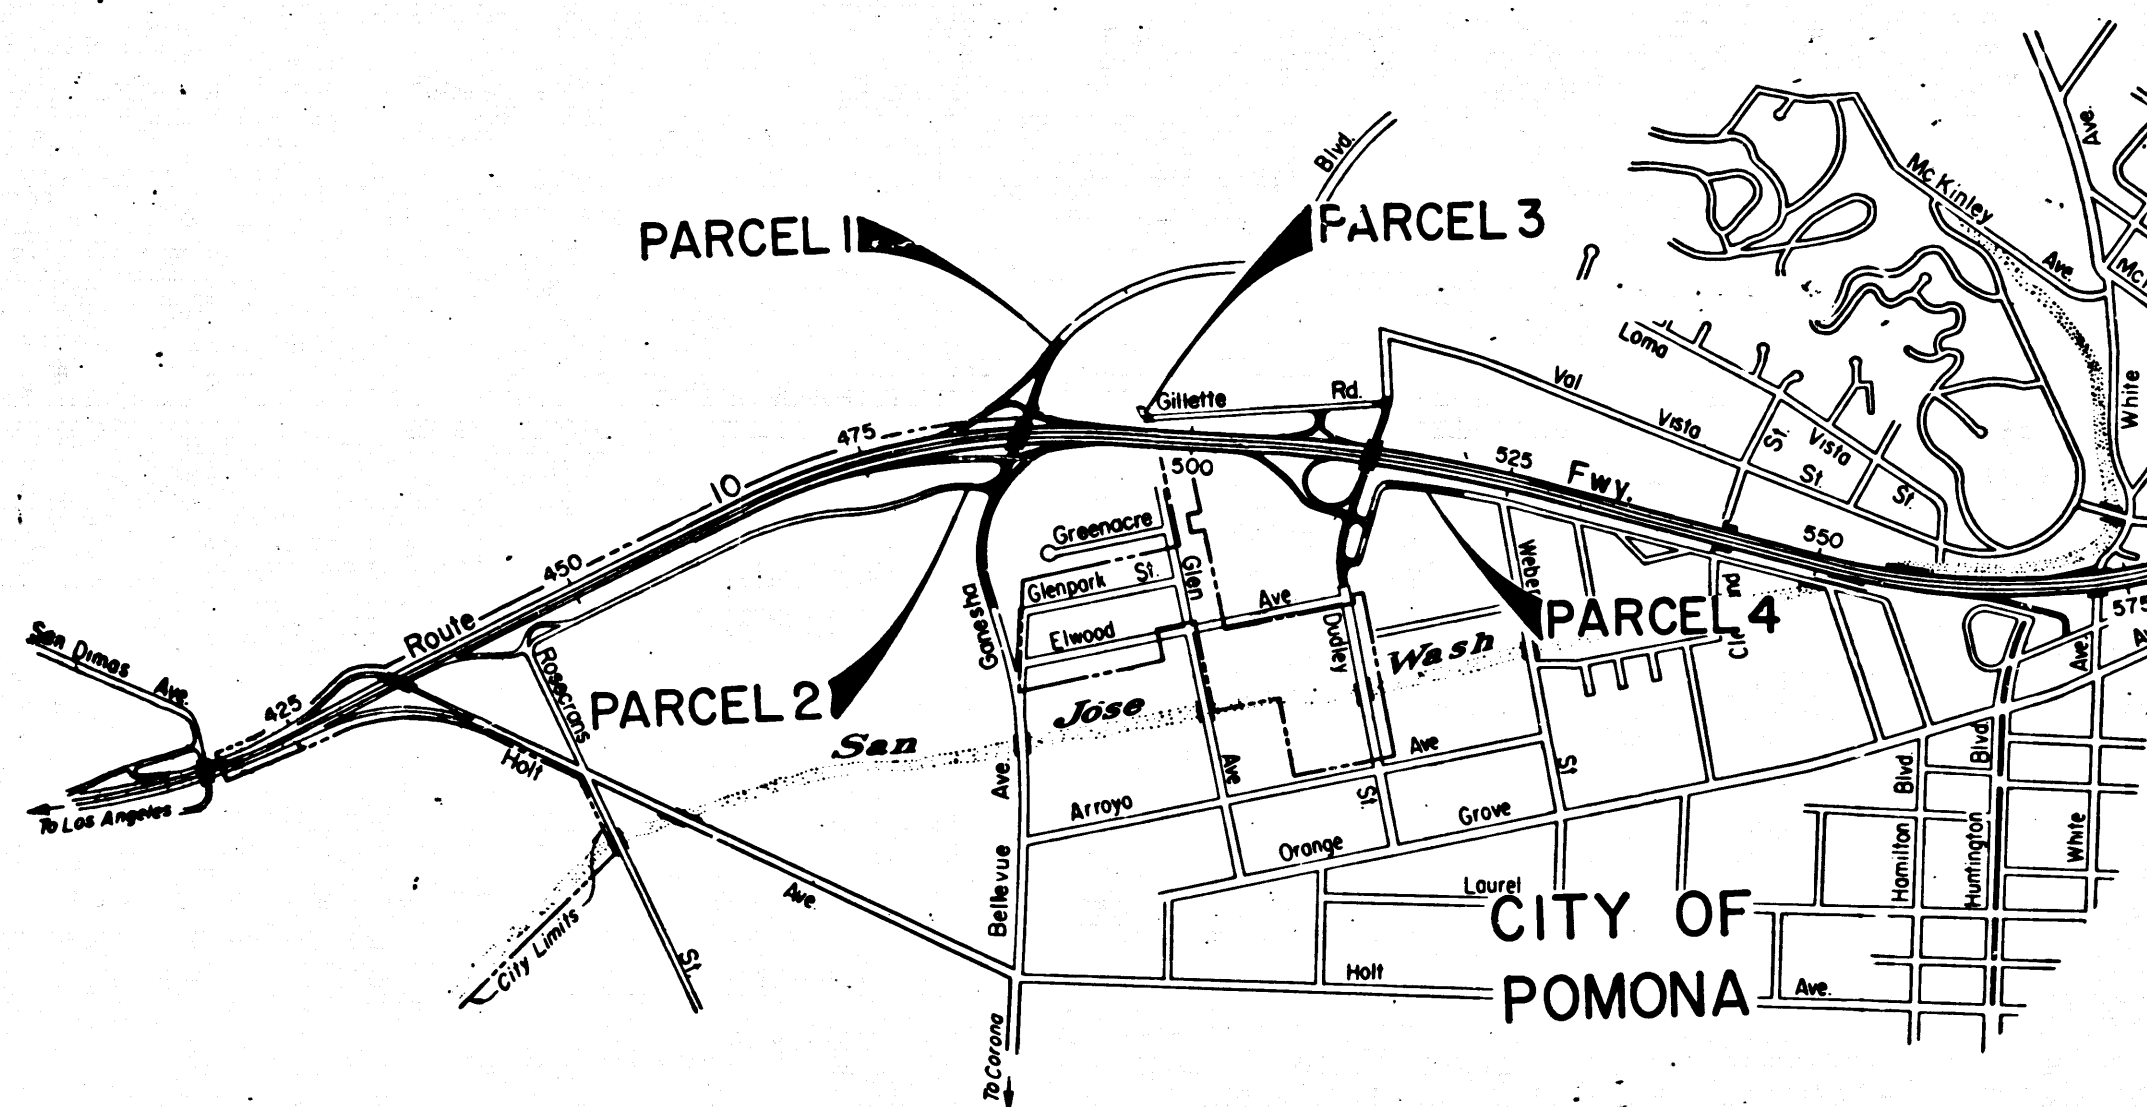 Blvd.
Ave.
Mc Kinley
Ave.
PARCEL 1
PARCEL 3
Loma
Vista
St.
Val
Vista
St.
St.
White
Gillette Rd.
475
500
525
Fwy.
550
575
10
450
Route
425
San Dimas
Ave.
To Los Angeles
Greenacre
Glenpark St.
Elwood
Ave
Glen
Ave
Ganesha
Weber
St
Dudley
St.
PARCEL 4
PARCEL 2
Rosecrans
St.
San Jose Wash
Holt
Ave
Arroyo
Ave
Orange
Grove
Ave
Bellevue Ave.
Laurel
City Limits
Hamilton Blvd
Huntington Blvd
White
Ave
CITY OF
POMONA
Holt
Ave.
To Corona